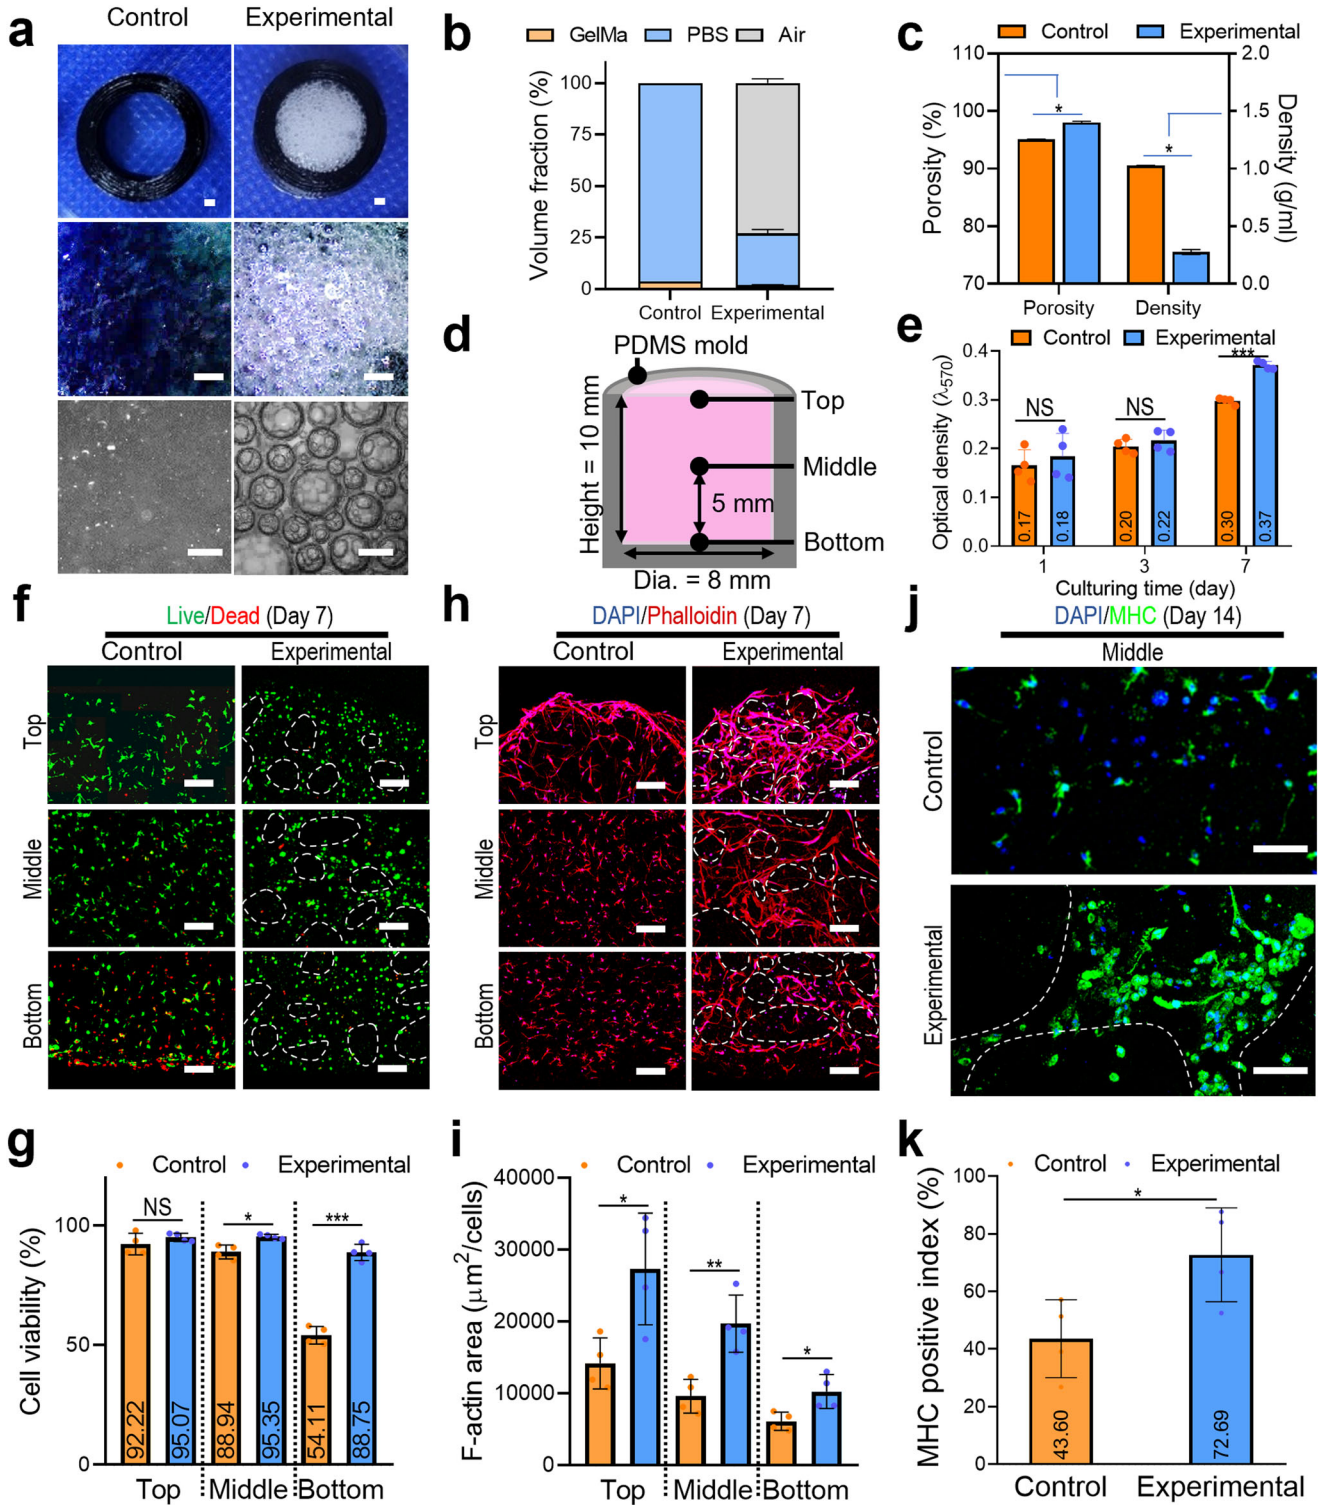 a
Control
Experimental
b
GelMa
PBS
Air
Volume fraction (%)
100
75
50
25
0
Control
Experimental
c
Control
Experimental
Porosity (%)
110
100
90
80
70
*
*
2.0
1.5
1.0
0.5
0.0
Density (g/ml)
Porosity
Density
d
PDMS mold
Height = 10 mm
Top
Middle
5 mm
Bottom
Dia. = 8 mm
e
Control
Experimental
Optical density (λ-570)
0.4
0.3
0.2
0.1
0.0
NS
NS
***
0.17
0.18
0.20
0.22
0.30
0.37
1
3
7
Culturing time (day)
f
Live/Dead (Day 7)
Control
Experimental
Top
Middle
Bottom
h
DAPI/Phalloidin (Day 7)
Control
Experimental
Top
Middle
Bottom
j
DAPI/MHC (Day 14)
Middle
Control
Experimental
g
Control
Experimental
Cell viability (%)
100
50
0
NS
*
***
92.22
95.07
88.94
95.35
54.11
88.75
Top
Middle
Bottom
i
Control
Experimental
F-actin area (μm²/cells)
40000
30000
20000
10000
0
*
**
*
Top
Middle
Bottom
k
Control
Experimental
MHC positive index (%)
100
80
60
40
20
0
*
43.60
72.69
Control
Experimental